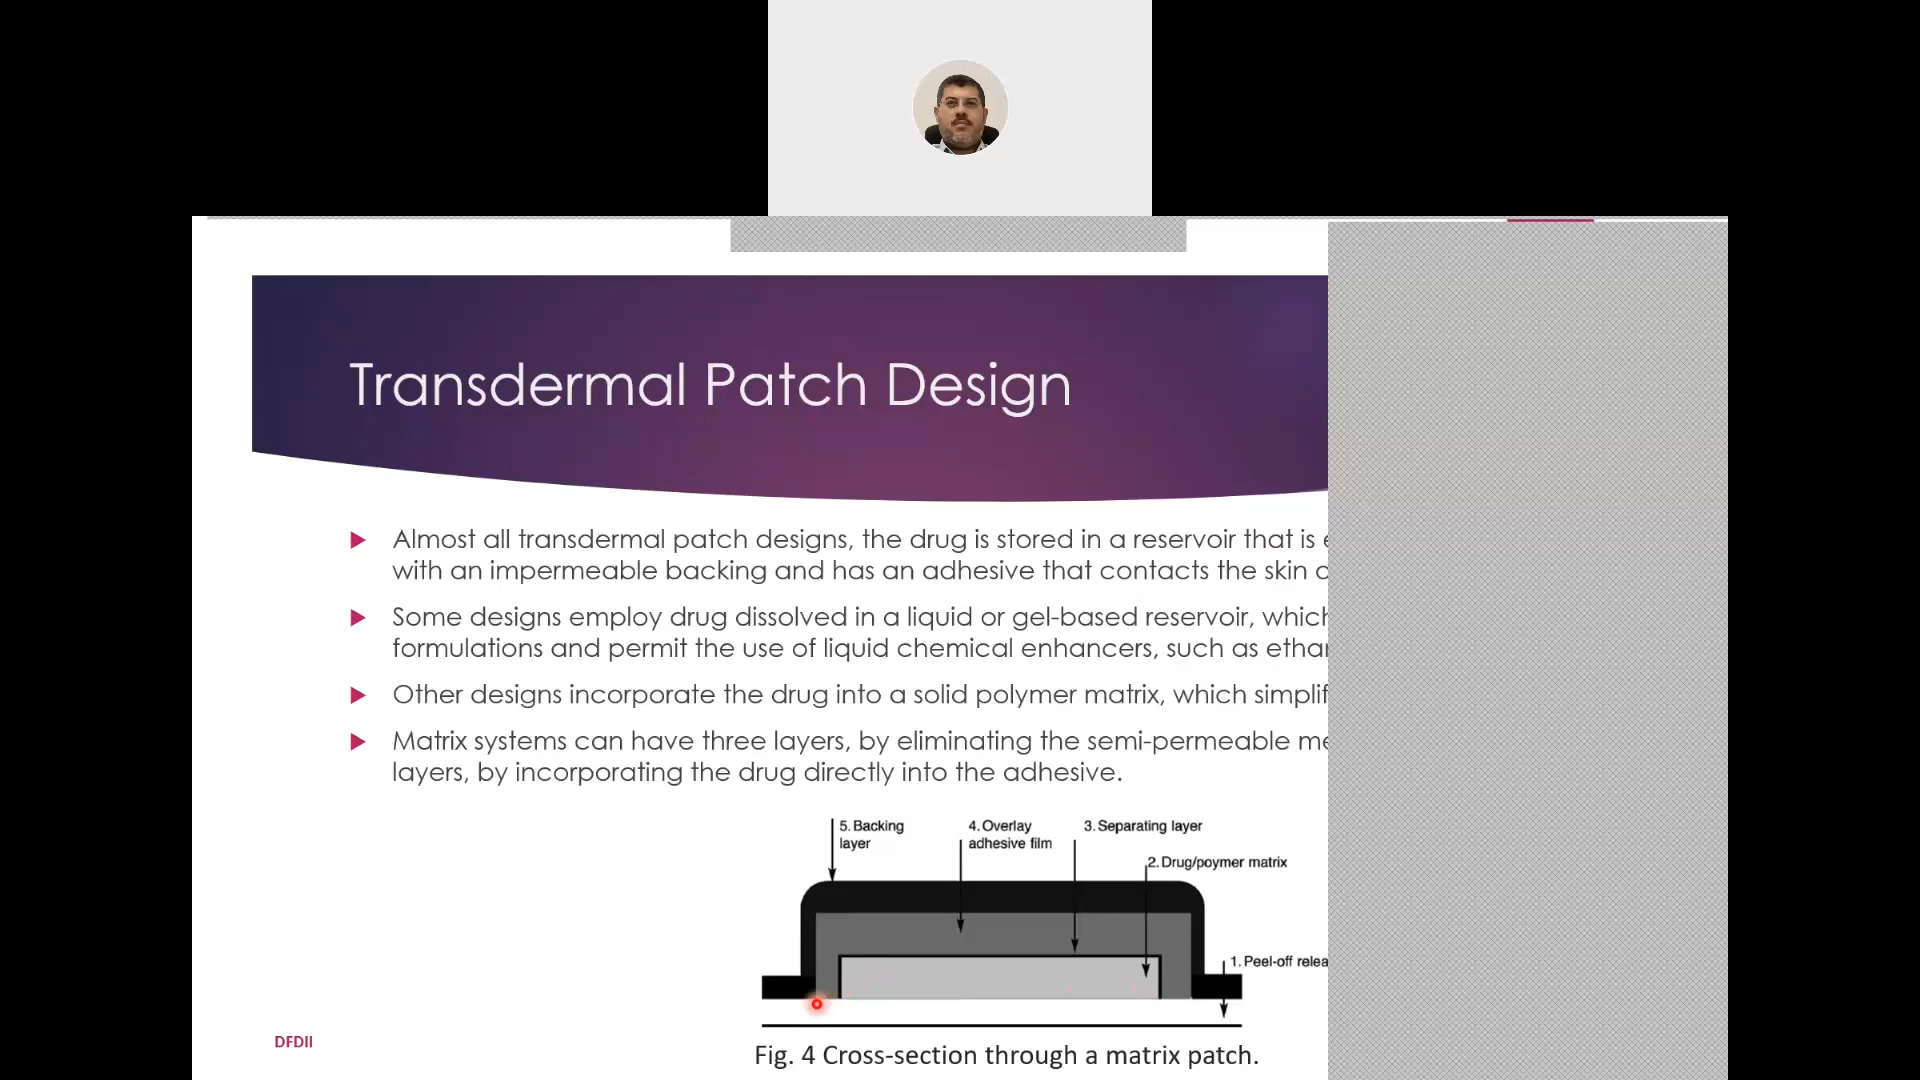 Transdermal Patch Design
Almost all transdermal patch designs, the drug is stored in a reservoir that is
with an impermeable backing and has an adhesive that contacts the skin
Some designs employ drug dissolved in a liquid or gel-based reservoir, which
formulations and permit the use of liquid chemical enhancers, such as
Other designs incorporate the drug into a solid polymer matrix, which
Matrix systems can have three layers, by eliminating the semi-permeable
layers, by incorporating the drug directly into the adhesive.
5. Backing
layer
4. Overlay
adhesive film
3. Separating layer
2. Drug/poymer matrix
1. Peel-off
DFDII
Fig. 4 Cross-section through a matrix patch.